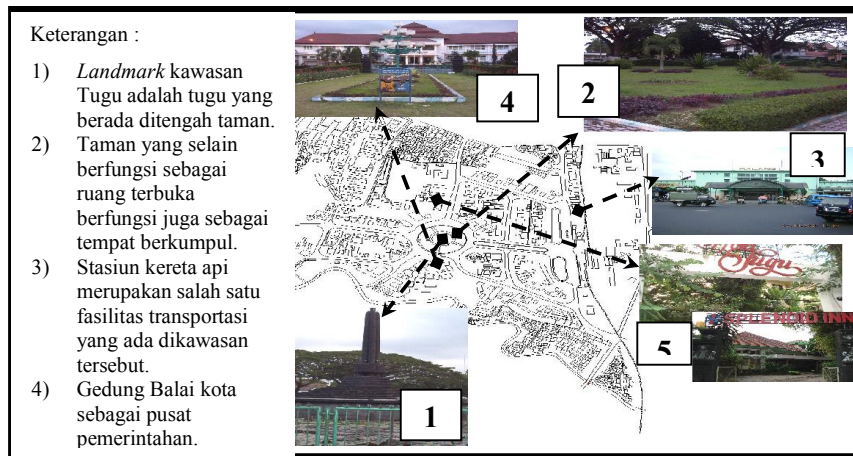 Keterangan :
1) Landmark kawasan
Tugu adalah tugu yang
berada ditengah taman.
2) Taman yang selain
berfungsi sebagai
ruang terbuka
berfungsi juga sebagai
tempat berkumpul.
3) Stasiun kereta api
merupakan salah satu
fasilitas transportasi
yang ada dikawasan
tersebut.
4) Gedung Balai kota
sebagai pusat
pemerintahan.
4
2
3
Tugu
SPLENDID INN
5
1